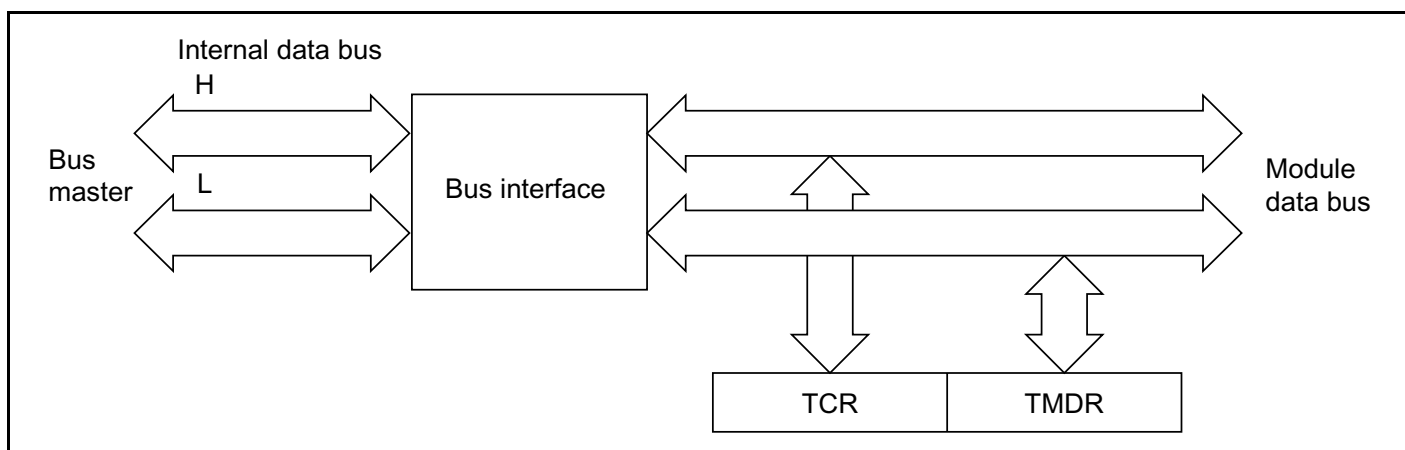 Internal data bus
H
Bus
master
L
Bus interface
Module
data bus
TCR
TMDR